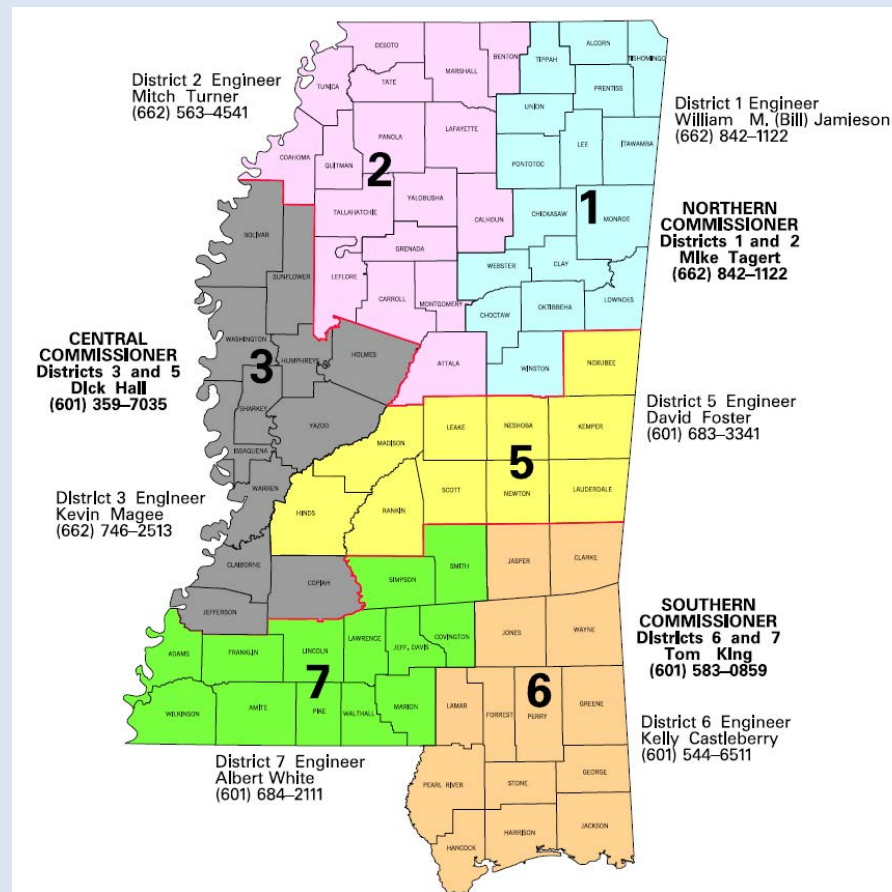 DESOTO
BENTON
TIPPAH
ALCORN
TISHOMINGO
MARSHALL
TATE
TUNICA
PRENTISS
UNION
District 2 Engineer
Mitch Turner
(662) 563–4541
District 1 Engineer
William M. (Bill) Jamieson
(662) 842–1122
PANOLA
LAFAYETTE
LEE
ITAWAMBA
COAHOMA
QUITMAN
2
PONTOTOC
YALOBUSHA
TALLAHATCHIE
CALHOUN
CHICKASAW
1
MONROE
NORTHERN
COMMISSIONER
Districts 1 and 2
Mike Tagert
(662) 842–1122
BOLIVAR
SUNFLOWER
GRENADA
LEFLORE
WEBSTER
CLAY
CARROLL
MONTGOMERY
CHOCTAW
OKTIBBEHA
LOWNDES
CENTRAL
COMMISSIONER
Districts 3 and 5
Dick Hall
(601) 359–7035
WASHINGTON
3
HUMPHREYS
HOLMES
ATTALA
WINSTON
NOXUBEE
SHARKEY
YAZOO
ISSAQUENA
MADISON
LEAKE
NESHOBA
KEMPER
District 5 Engineer
David Foster
(601) 683–3341
5
WARREN
HINDS
RANKIN
SCOTT
NEWTON
LAUDERDALE
District 3 Engineer
Kevin Magee
(662) 746–2513
CLAIBORNE
COPIAH
SIMPSON
SMITH
JASPER
CLARKE
JEFFERSON
SOUTHERN
COMMISSIONER
Districts 6 and 7
Tom King
(601) 583–0859
ADAMS
FRANKLIN
LINCOLN
LAWRENCE
JEFF. DAVIS
COVINGTON
JONES
WAYNE
7
6
WILKINSON
AMITE
PIKE
WALTHALL
MARION
LAMAR
FORREST
PERRY
GREENE
District 6 Engineer
Kelly Castleberry
(601) 544–6511
District 7 Engineer
Albert White
(601) 684–2111
PEARL RIVER
STONE
GEORGE
HANCOCK
HARRISON
JACKSON